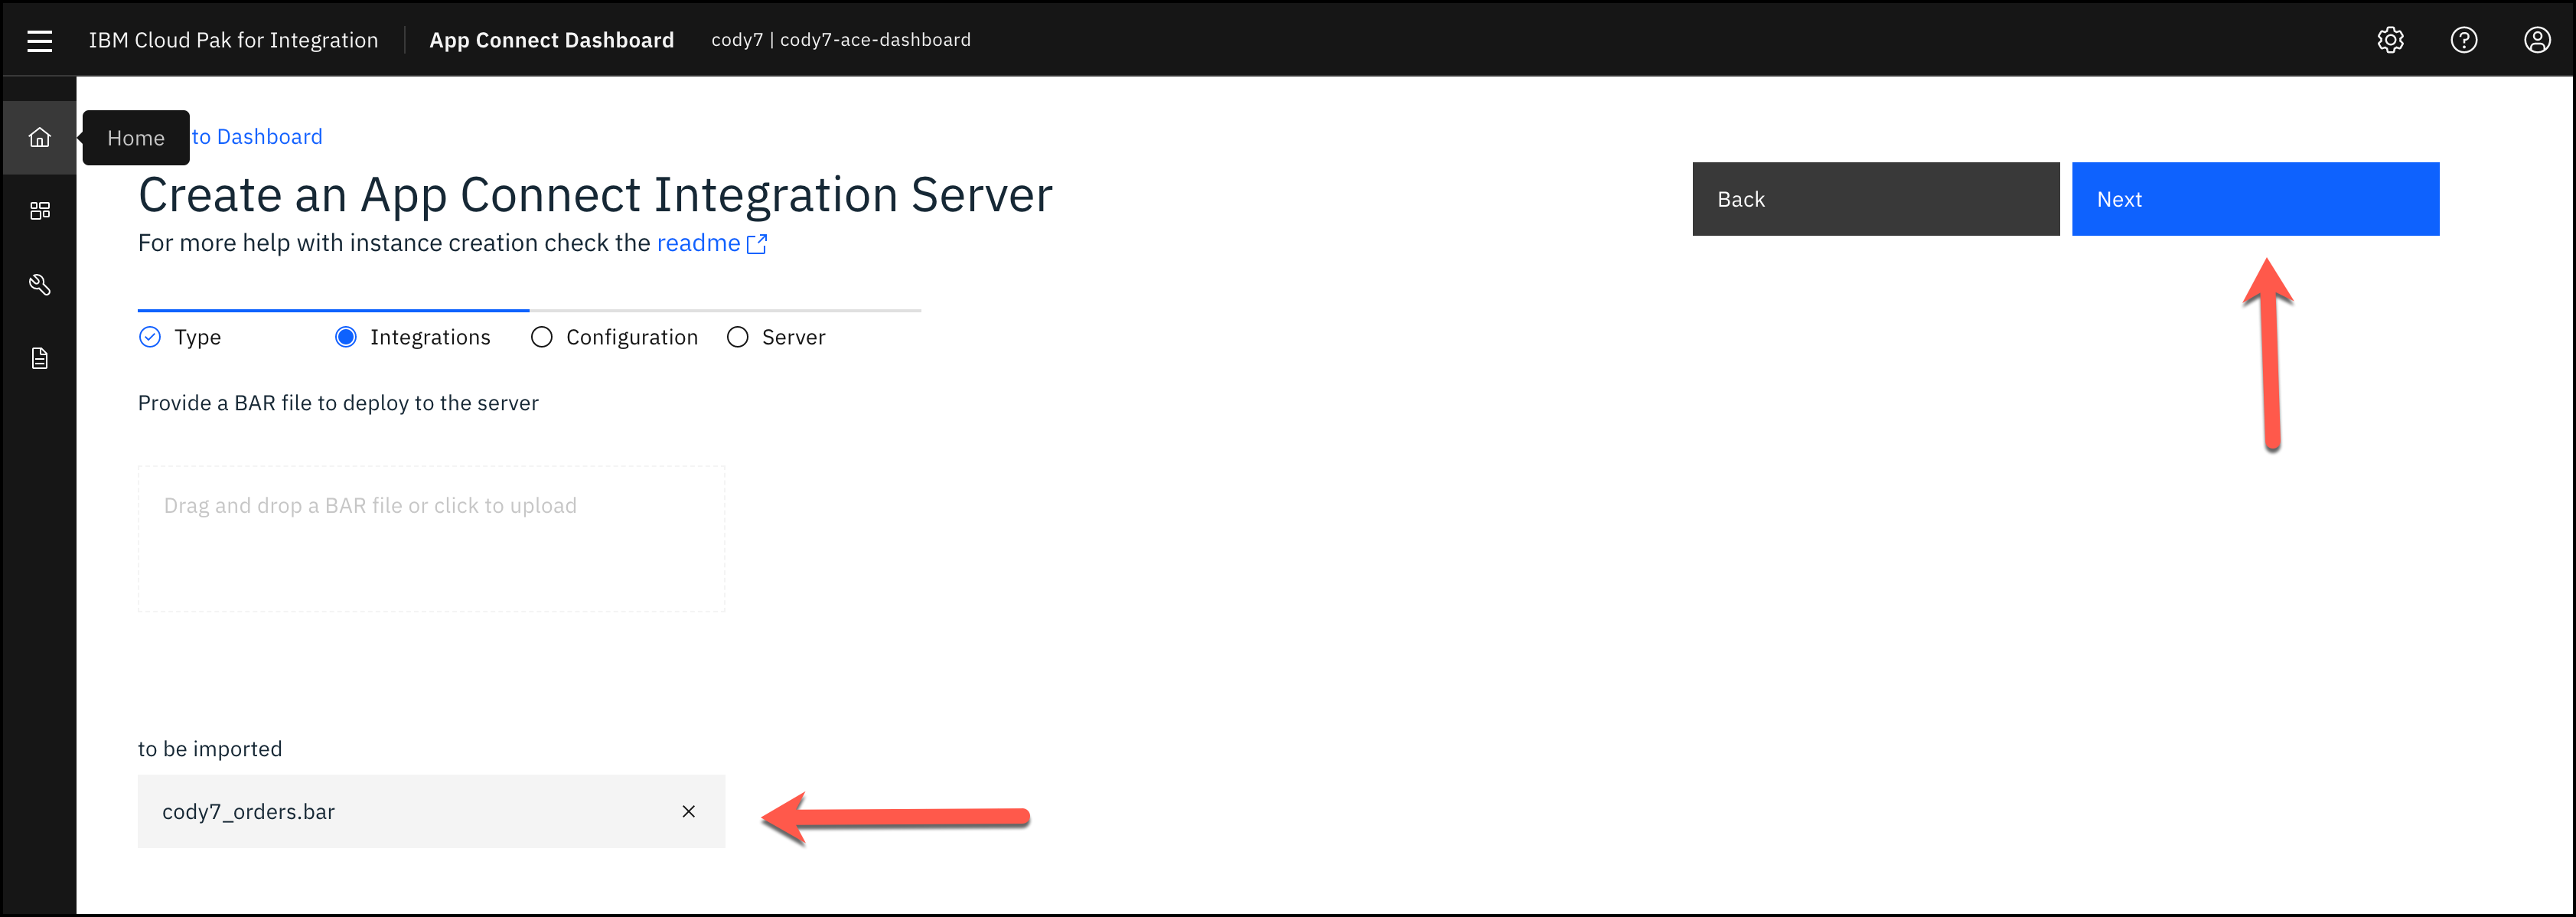 IBM Cloud Pak for Integration App Connect Dashboard cody7 | cody7-ace-dashboard
Home to Dashboard
Create an App Connect Integration Server
For more help with instance creation check the readme
Back
Next
Type Integrations Configuration Server
Provide a BAR file to deploy to the server
Drag and drop a BAR file or click to upload
to be imported
cody7_orders.bar